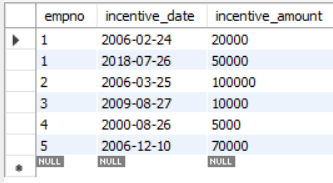 empno incentive_date incentive_amount
1 2006-02-24 20000
1 2018-07-26 50000
2 2006-03-25 100000
3 2009-08-27 10000
4 2000-08-26 5000
5 2006-12-10 70000
NULL NULL NULL